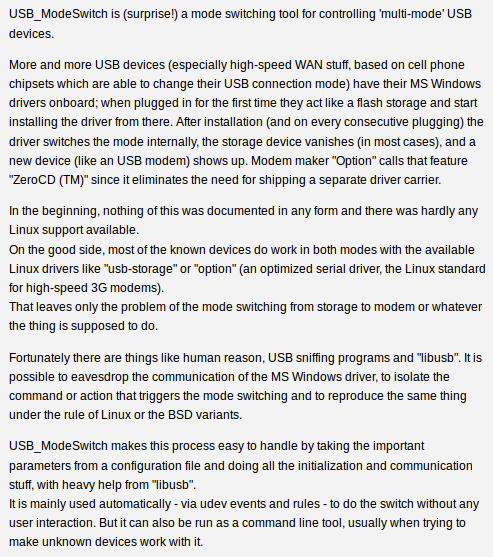 USB_ModeSwitch is (surprise!) a mode switching tool for controlling 'multi-mode' USB
devices.
More and more USB devices (especially high-speed WAN stuff, based on cell phone
chipsets which are able to change their USB connection mode) have their MS Windows
drivers onboard; when plugged in for the first time they act like a flash storage and start
installing the driver from there. After installation (and on every consecutive plugging) the
driver switches the mode internally, the storage device vanishes (in most cases), and a
new device (like an USB modem) shows up. Modem maker "Option" calls that feature
"ZeroCD (TM)" since it eliminates the need for shipping a separate driver carrier.
In the beginning, nothing of this was documented in any form and there was hardly any
Linux support available.
On the good side, most of the known devices do work in both modes with the available
Linux drivers like "usb-storage" or "option" (an optimized serial driver, the Linux standard
for high-speed 3G modems).
That leaves only the problem of the mode switching from storage to modem or whatever
the thing is supposed to do.
Fortunately there are things like human reason, USB sniffing programs and "libusb". It is
possible to eavesdrop the communication of the MS Windows driver, to isolate the
command or action that triggers the mode switching and to reproduce the same thing
under the rule of Linux or the BSD variants.
USB_ModeSwitch makes this process easy to handle by taking the important
parameters from a configuration file and doing all the initialization and communication
stuff, with heavy help from "libusb".
It is mainly used automatically - via udev events and rules - to do the switch without any
user interaction. But it can also be run as a command line tool, usually when trying to
make unknown devices work with it.